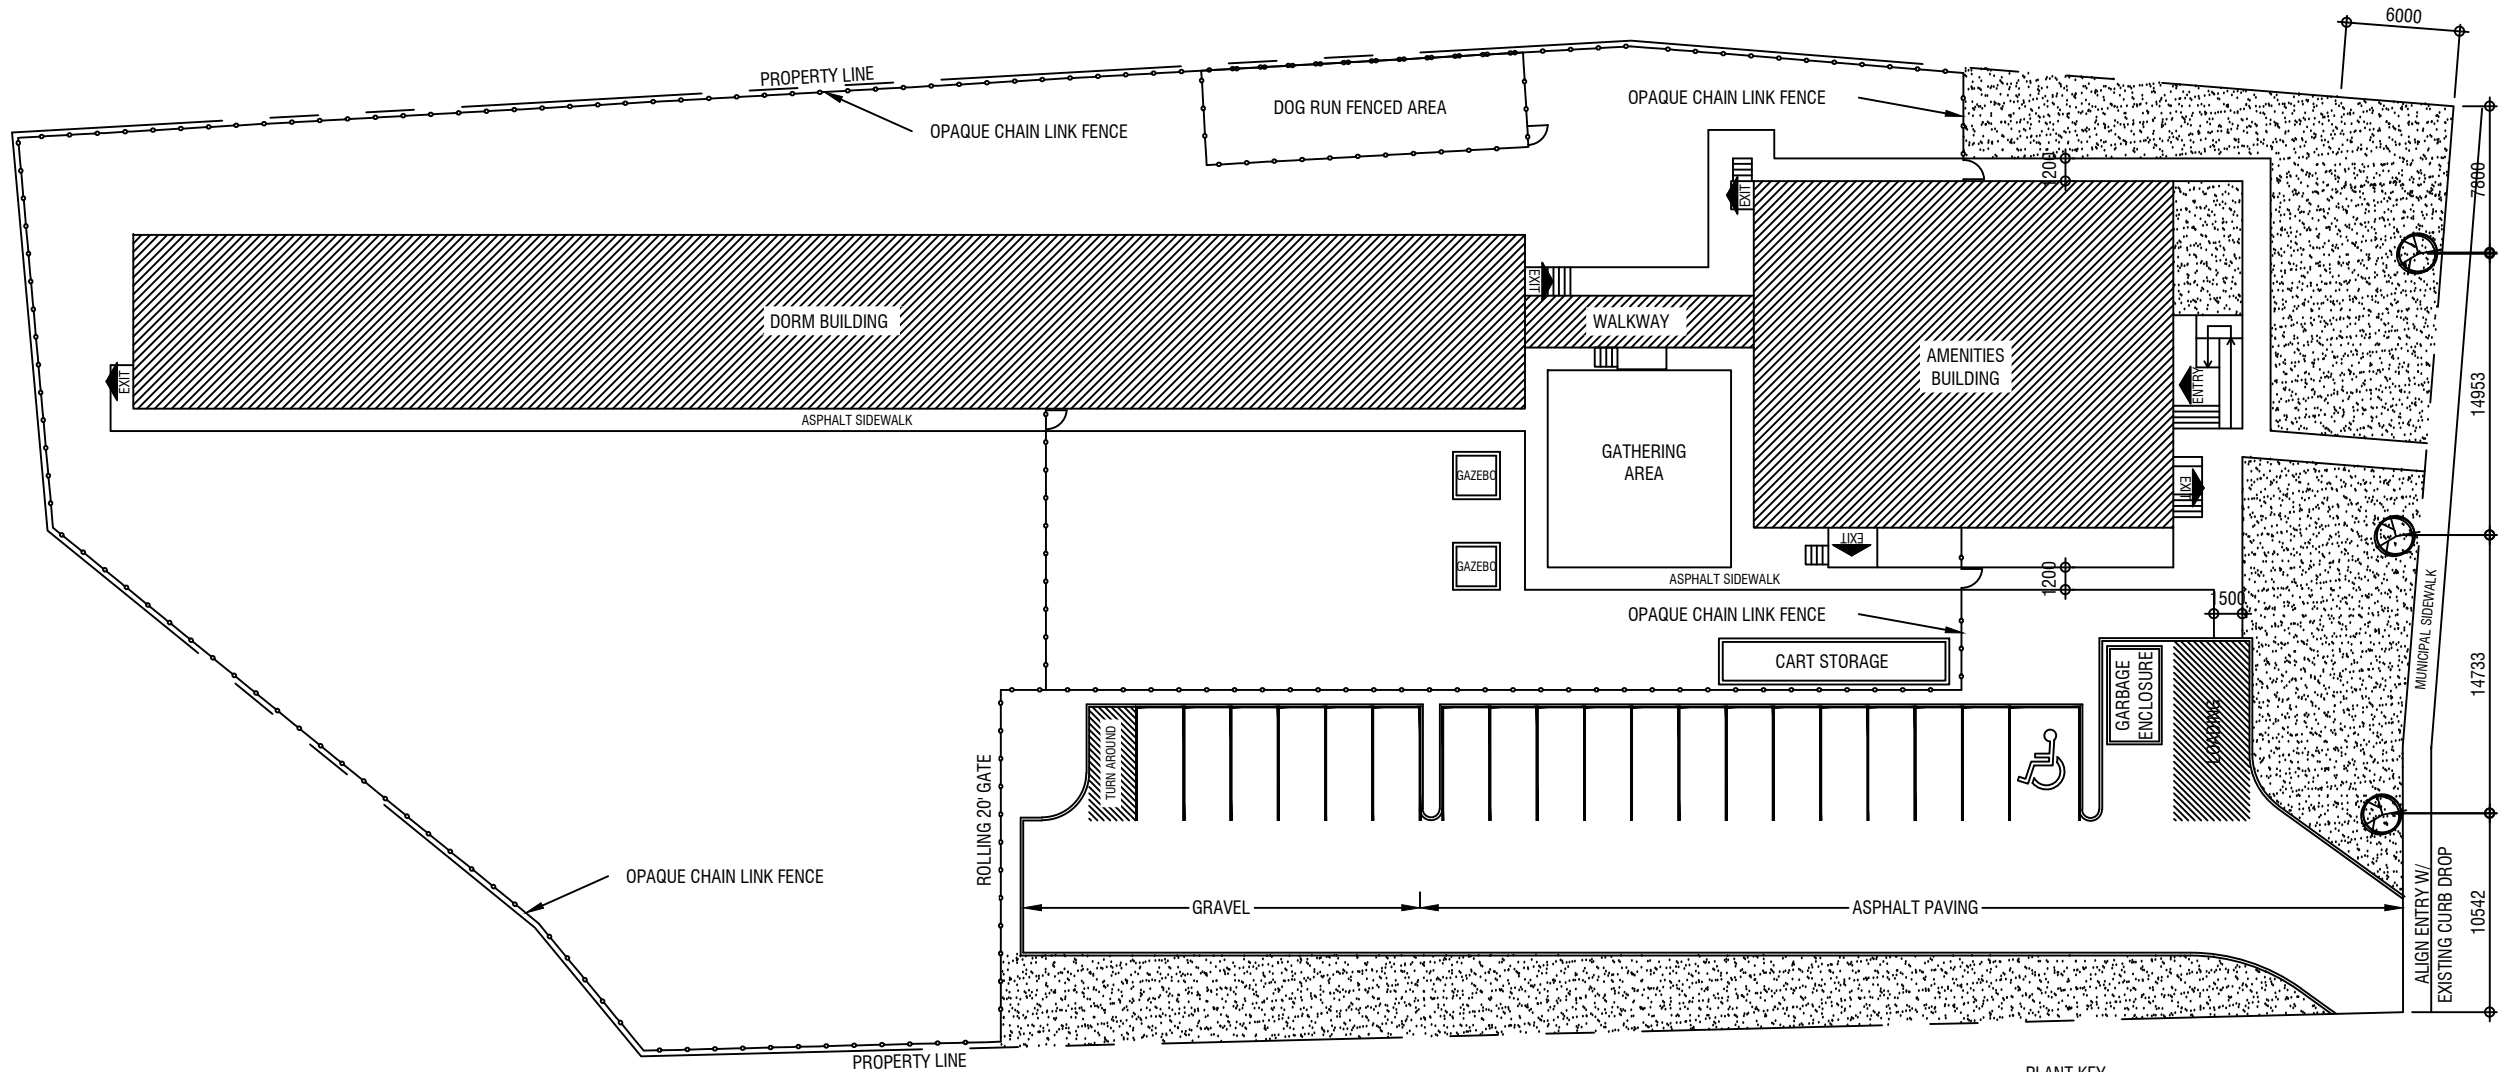 6000
PROPERTY LINE
OPAQUE CHAIN LINK FENCE
DOG RUN FENCED AREA
OPAQUE CHAIN LINK FENCE
1200
7800
EXIT
EXIT
DORM BUILDING
WALKWAY
AMENITIES
BUILDING
EXIT
ENTRY
14953
ASPHALT SIDEWALK
GATHERING
AREA
GAZEBO
EXIT
EXIT
GAZEBO
ASPHALT SIDEWALK
1200
1500
OPAQUE CHAIN LINK FENCE
MUNICIPAL SIDEWALK
CART STORAGE
GARBAGE
ENCLOSURE
LOADING
14733
TURN AROUND
ROLLING 20' GATE
OPAQUE CHAIN LINK FENCE
GRAVEL
ASPHALT PAVING
ALIGN ENTRY W/
EXISTING CURB DROP
10542
PROPERTY LINE
PLANT KEY